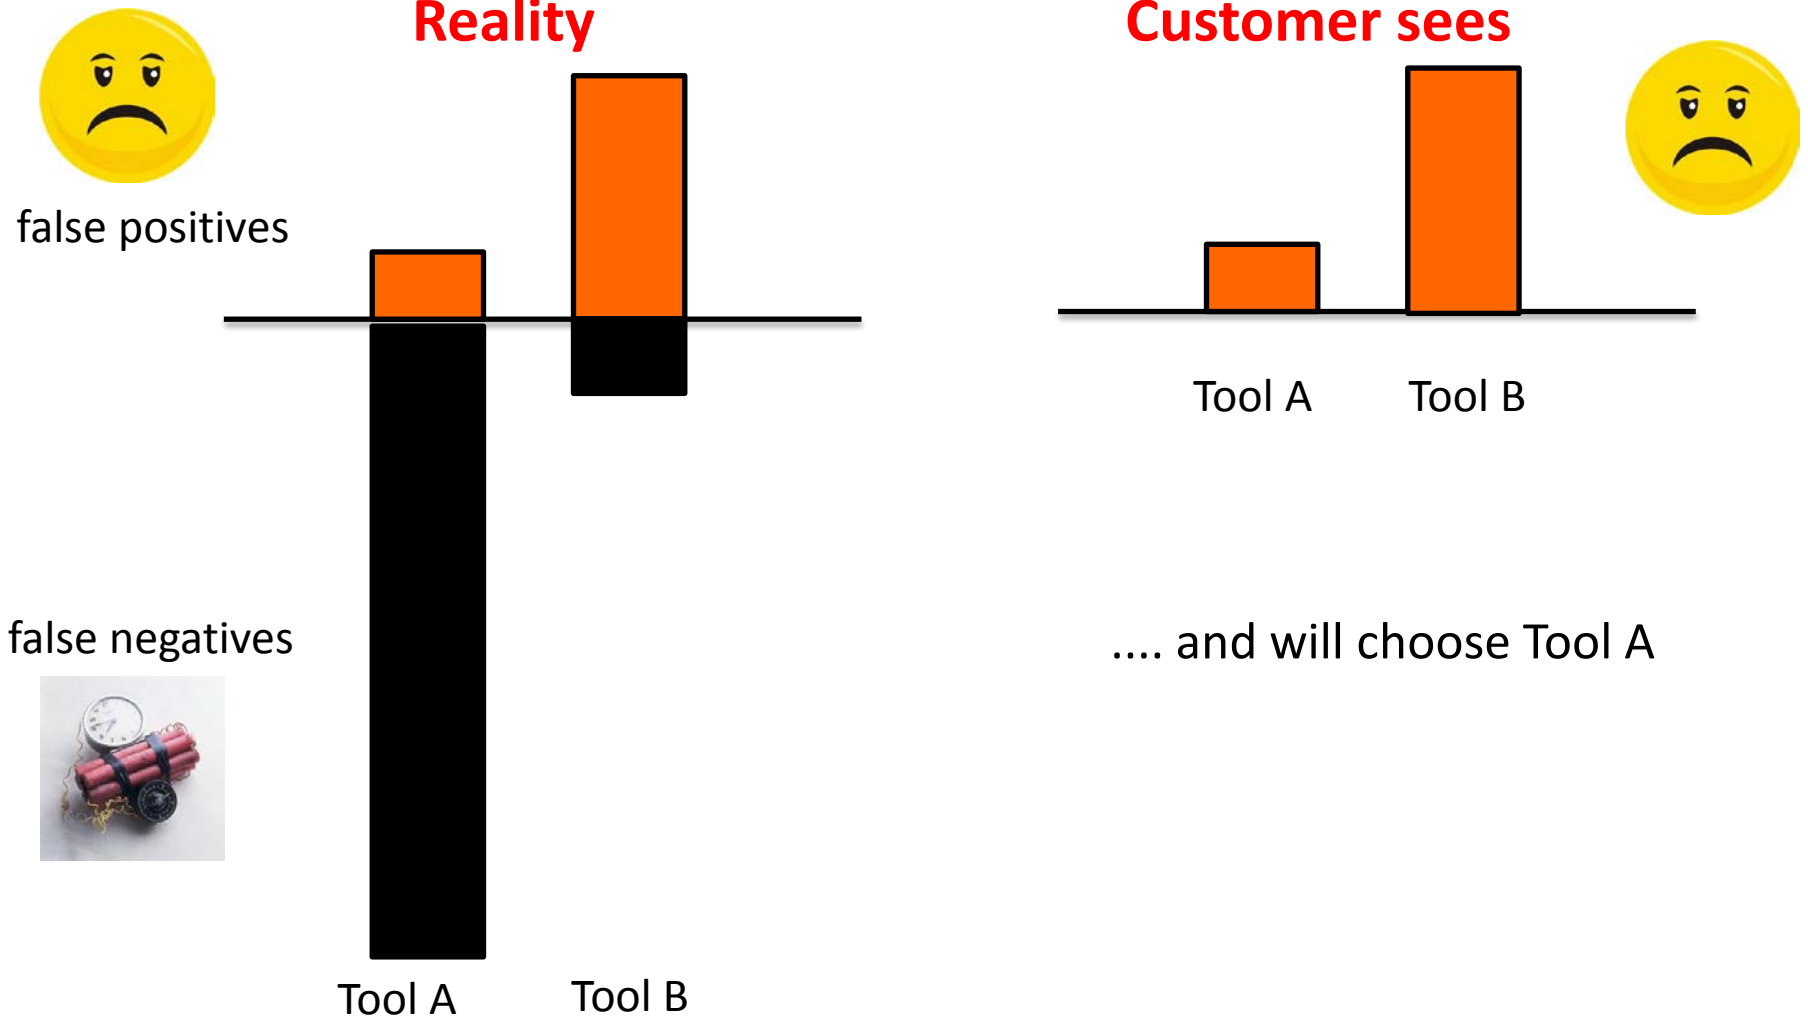 Reality
Customer sees
false positives
Tool A
Tool B
false negatives
.... and will choose Tool A
Tool A
Tool B